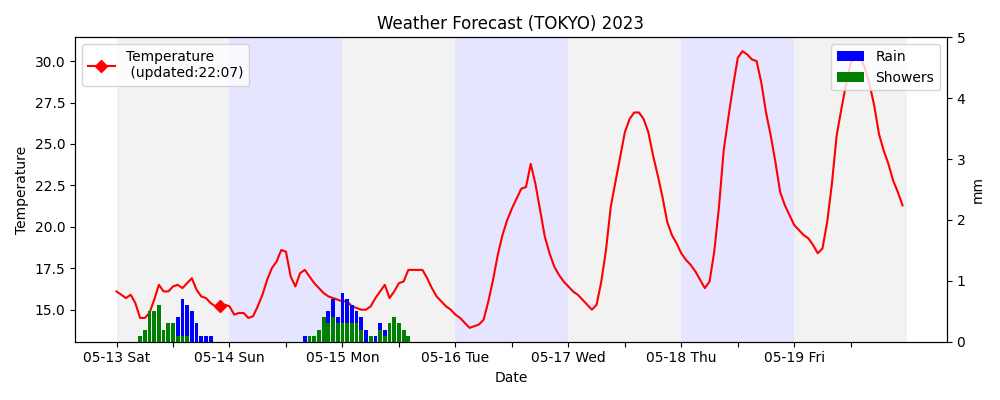 Weather Forecast (TOKYO) 2023
Temperature
(updated:22:07)
Rain
Showers
30.0
27.5
25.0
22.5
20.0
17.5
15.0
Temperature
5
4
3
2
1
0
mm
05-13 Sat 05-14 Sun 05-15 Mon 05-16 Tue 05-17 Wed 05-18 Thu 05-19 Fri
Date